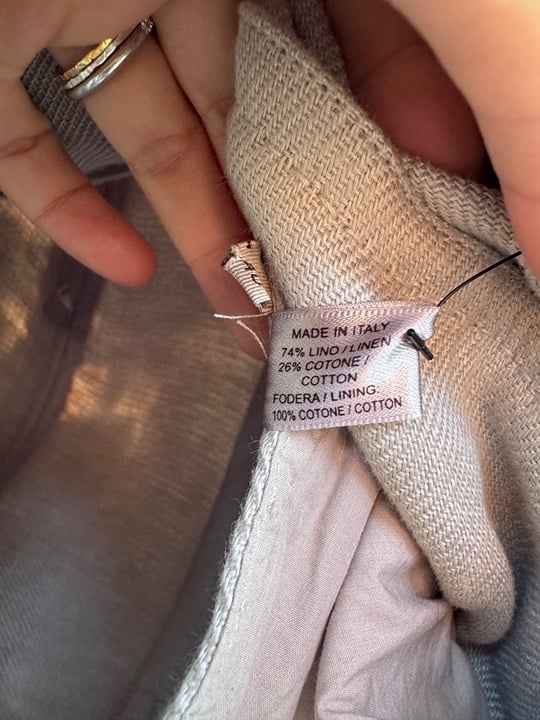 MADE IN ITALY
74% LINO / LINEN
26% COTONE /
COTTON
FODERA / LINING:
100% COTONE / COTTON